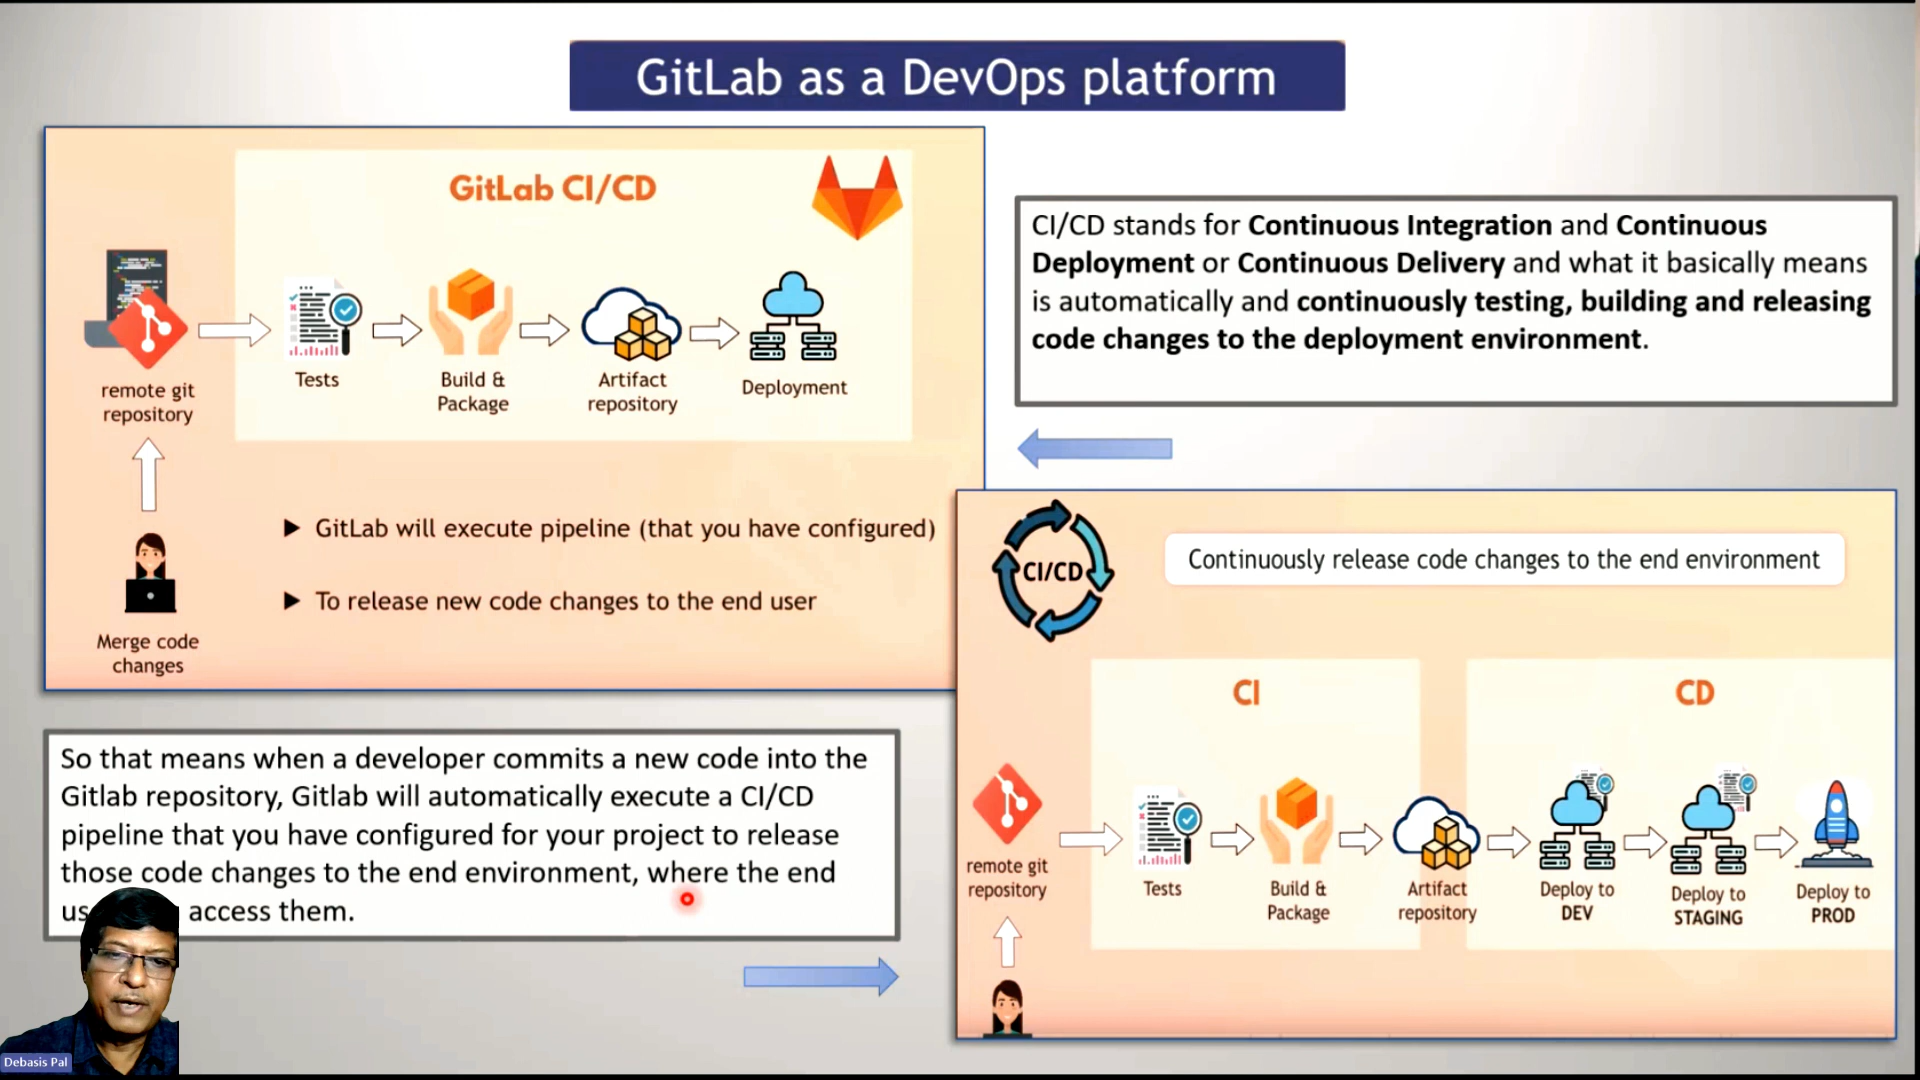 GitLab as a DevOps platform
GitLab CI/CD
remote git
repository
Tests
Build &
Package
Artifact
repository
Deployment
Merge code
changes
▶ GitLab will execute pipeline (that you have configured)
▶ To release new code changes to the end user
CI/CD stands for Continuous Integration and Continuous
Deployment or Continuous Delivery and what it basically means
is automatically and continuously testing, building and releasing
code changes to the deployment environment.
So that means when a developer commits a new code into the
Gitlab repository, Gitlab will automatically execute a CI/CD
pipeline that you have configured for your project to release
those code changes to the end environment, where the end
access them.
CI/CD
Continuously release code changes to the end environment
CI
CD
remote git
repository
Tests
Build &
Package
Artifact
repository
Deploy to
DEV
Deploy to
STAGING
Deploy to
PROD
Debasis Pal